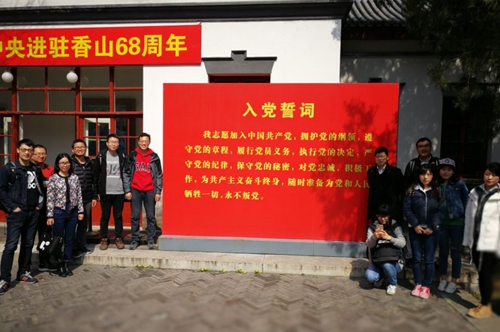 中央进驻香山68周年
入党誓词
我志愿加入中国共产党，拥护党的纲领，遵
守党的章程，履行党员义务，执行党的决定，严
守党的纪律，保守党的秘密，对党忠诚，积极工
作，为共产主义奋斗终身，随时准备为党和人民
牺牲一切，永不叛党。